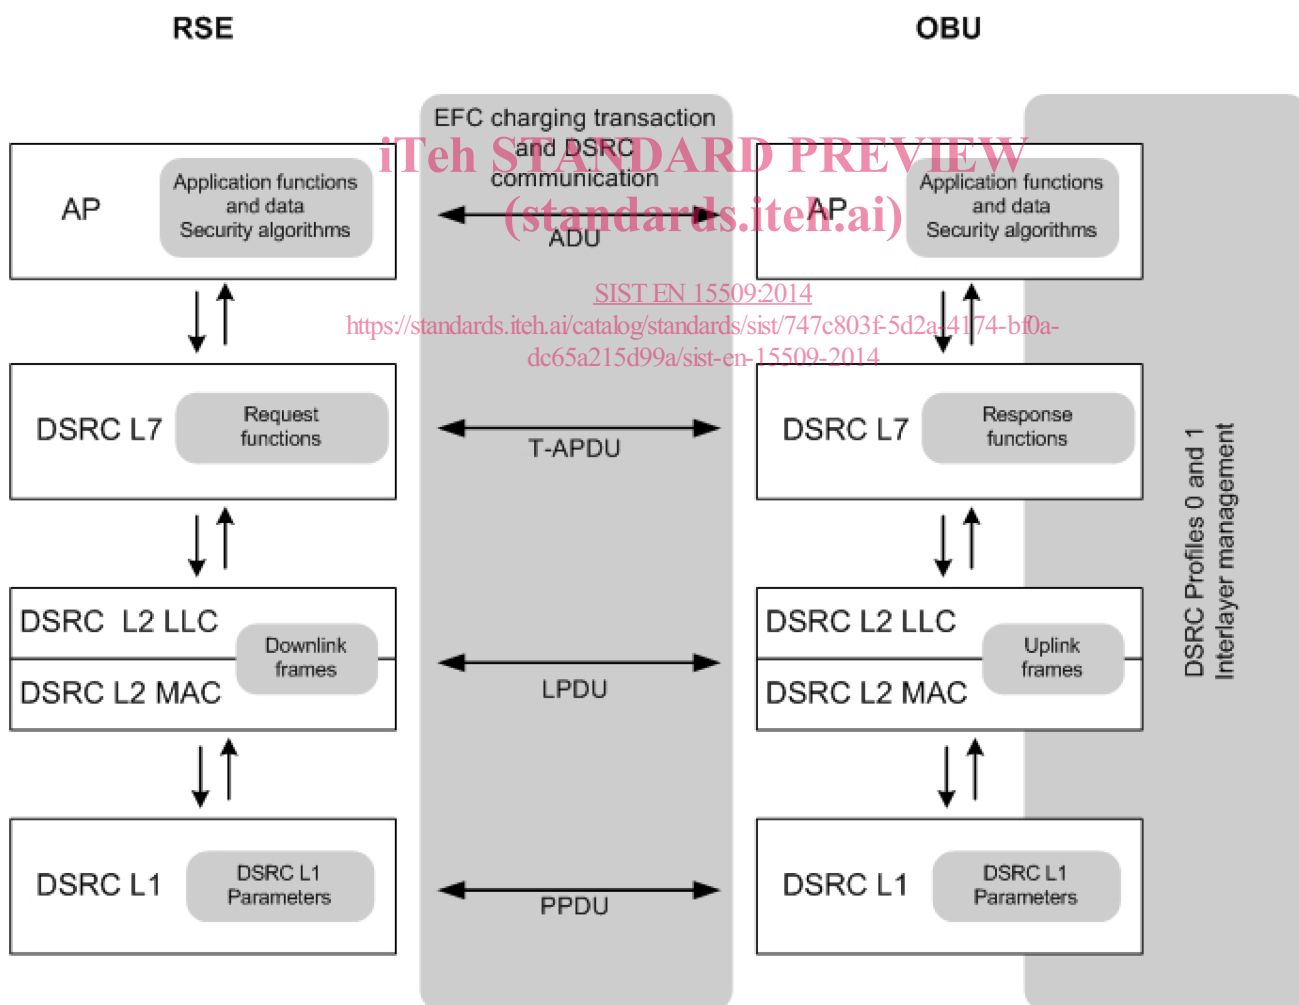 RSE
OBU
EFC charging transaction
and DSRC
communication
iTeh STANDARD PREVIEW
(standards.iteh.ai)
AP
Application functions
and data
Security algorithms
ADU
AP
Application functions
and data
Security algorithms
SIST EN 15509:2014
https://standards.iteh.ai/catalog/standards/sist/747c803f-5d2a-4174-bf0a-
dc65a215d99a/sist-en-15509-2014
DSRC L7
Request
functions
T-APDU
DSRC L7
Response
functions
DSRC Profiles 0 and 1
Interlayer management
DSRC L2 LLC
DSRC L2 MAC
Downlink
frames
LPDU
DSRC L2 LLC
DSRC L2 MAC
Uplink
frames
DSRC L1
DSRC L1
Parameters
PPDU
DSRC L1
DSRC L1
Parameters